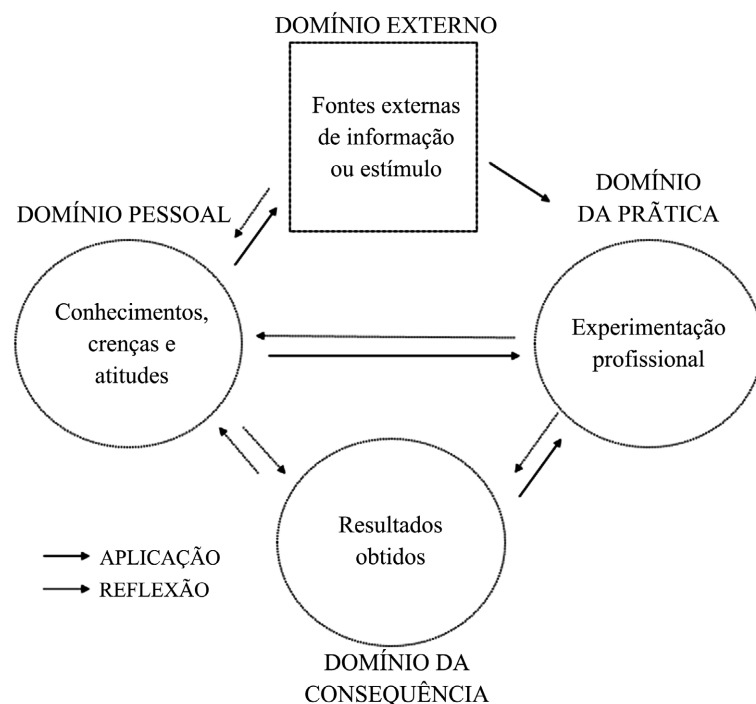 DOMÍNIO EXTERNO
Fontes externas
de informação
ou estímulo
DOMÍNIO
DA PRÃTICA
DOMÍNIO PESSOAL
Conhecimentos,
crenças e
atitudes
Experimentação
profissional
Resultados
obtidos
APLICAÇÃO
REFLEXÃO
DOMÍNIO DA
CONSEQUÊNCIA